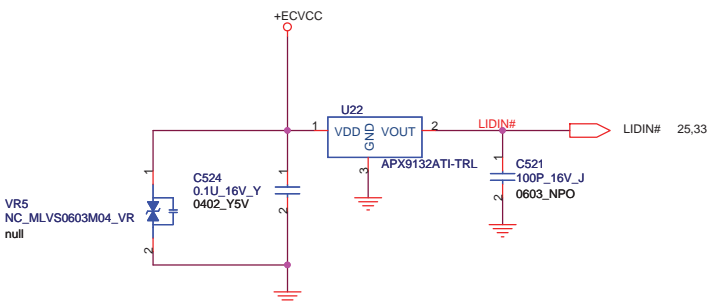 +ECVCC
U22
1
VDD
GND
VOUT
2
LIDIN#
LIDIN# 25,33
APX9132ATI-TRL
3
1
C524
0.1U_16V_Y
0402_Y5V
2
1
C521
100P_16V_J
0603_NPO
2
1
VR5
NC_MLVS0603M04_VR
null
2